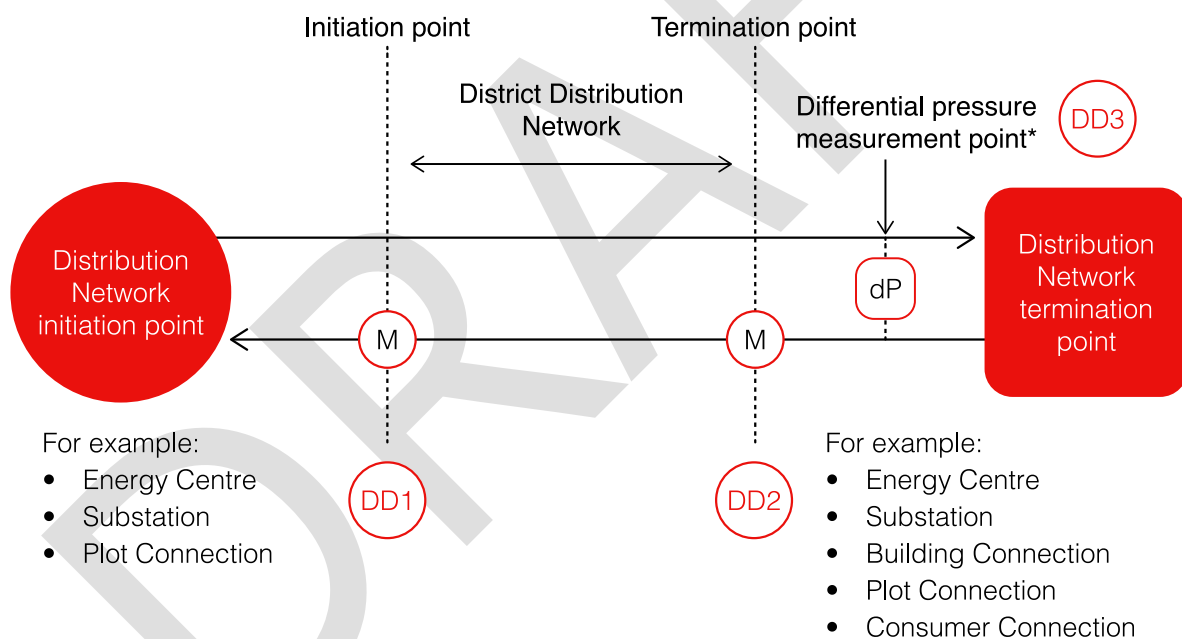 Initiation point
Termination point
District Distribution
Network
Differential pressure
measurement point*
DD3
Distribution
Network
initiation point
dP
M
M
Distribution
Network
termination
point
DD1
DD2
For example:
• Energy Centre
• Substation
• Plot Connection
For example:
• Energy Centre
• Substation
• Building Connection
• Plot Connection
• Consumer Connection
DRAF